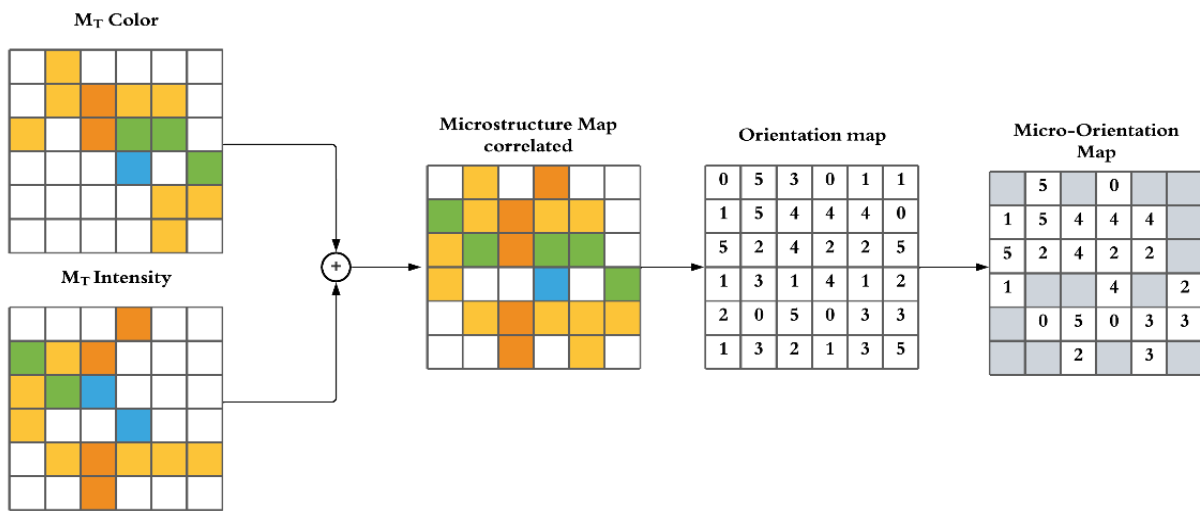 M_T Color
M_T Intensity
+
Microstructure Map
correlated
Orientation map
0 5 3 0 1 1
1 5 4 4 4 0
5 2 4 2 2 5
1 3 1 4 1 2
2 0 5 0 3 3
1 3 2 1 3 5
Micro-Orientation
Map
5 0
1 5 4 4 4
5 2 4 2 2
1 4 2
0 5 0 3 3
2 3